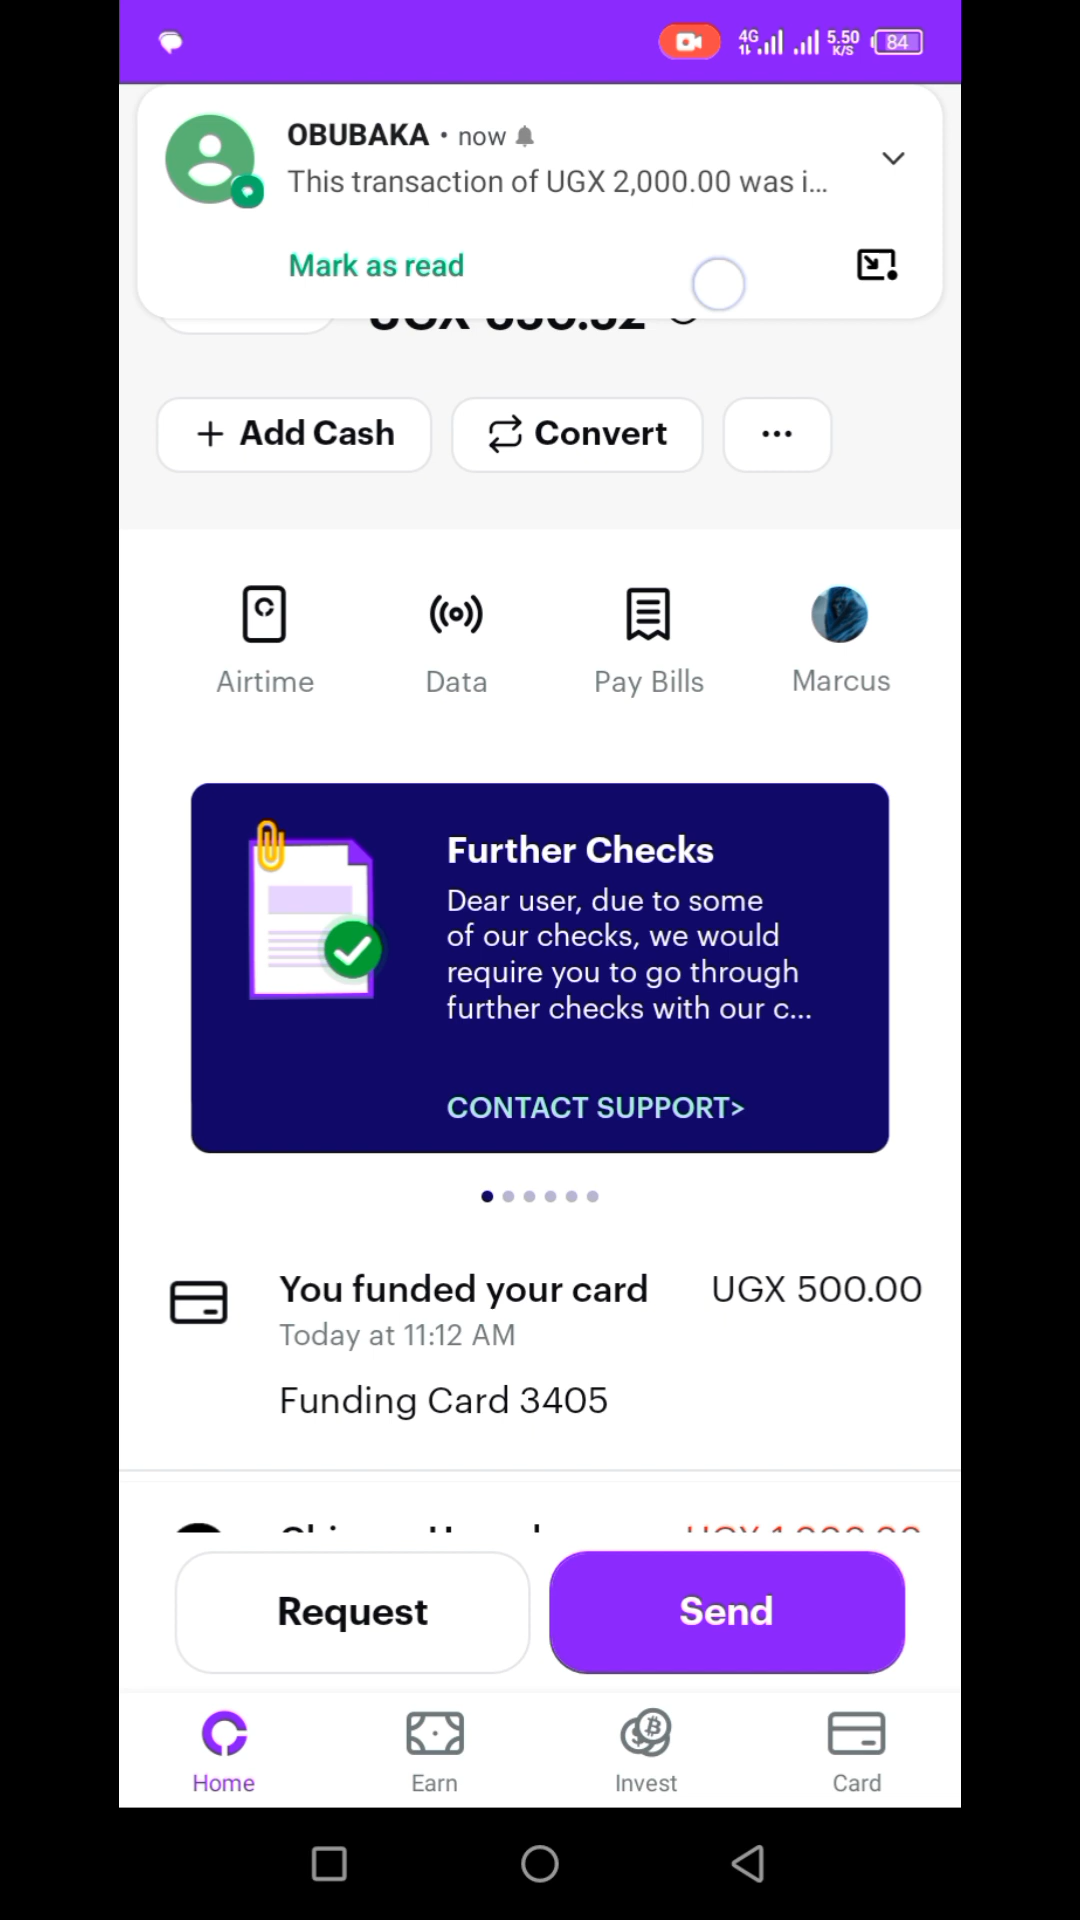 4G 5.50 K/S 84
OBUBAKA • now
This transaction of UGX 2,000.00 was i...
Mark as read
UGX
+ Add Cash
Convert
...
Airtime
Data
Pay Bills
Marcus
Further Checks
Dear user, due to some
of our checks, we would
require you to go through
further checks with our c...
CONTACT SUPPORT>
You funded your card UGX 500.00
Today at 11:12 AM
Funding Card 3405
Request
Send
Home
Earn
Invest
Card